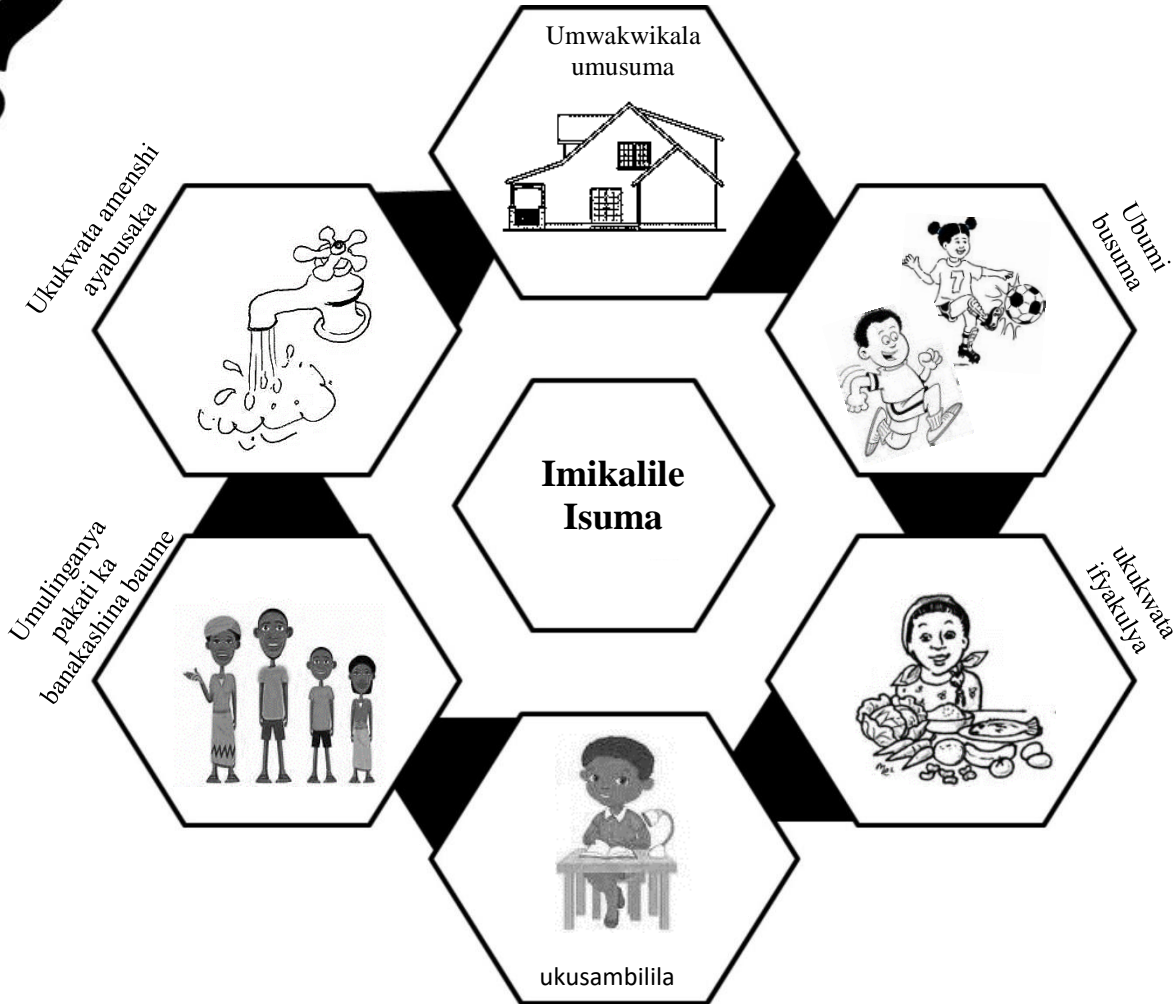 Umwakwikala
umusuma
Ukukwata amenshi
ayabusaka
Ubumi
busuma
Imikalile
Isuma
Umulinganya
pakati ka
banakashina baume
ukukwata
ifyakulya
ukusambilila